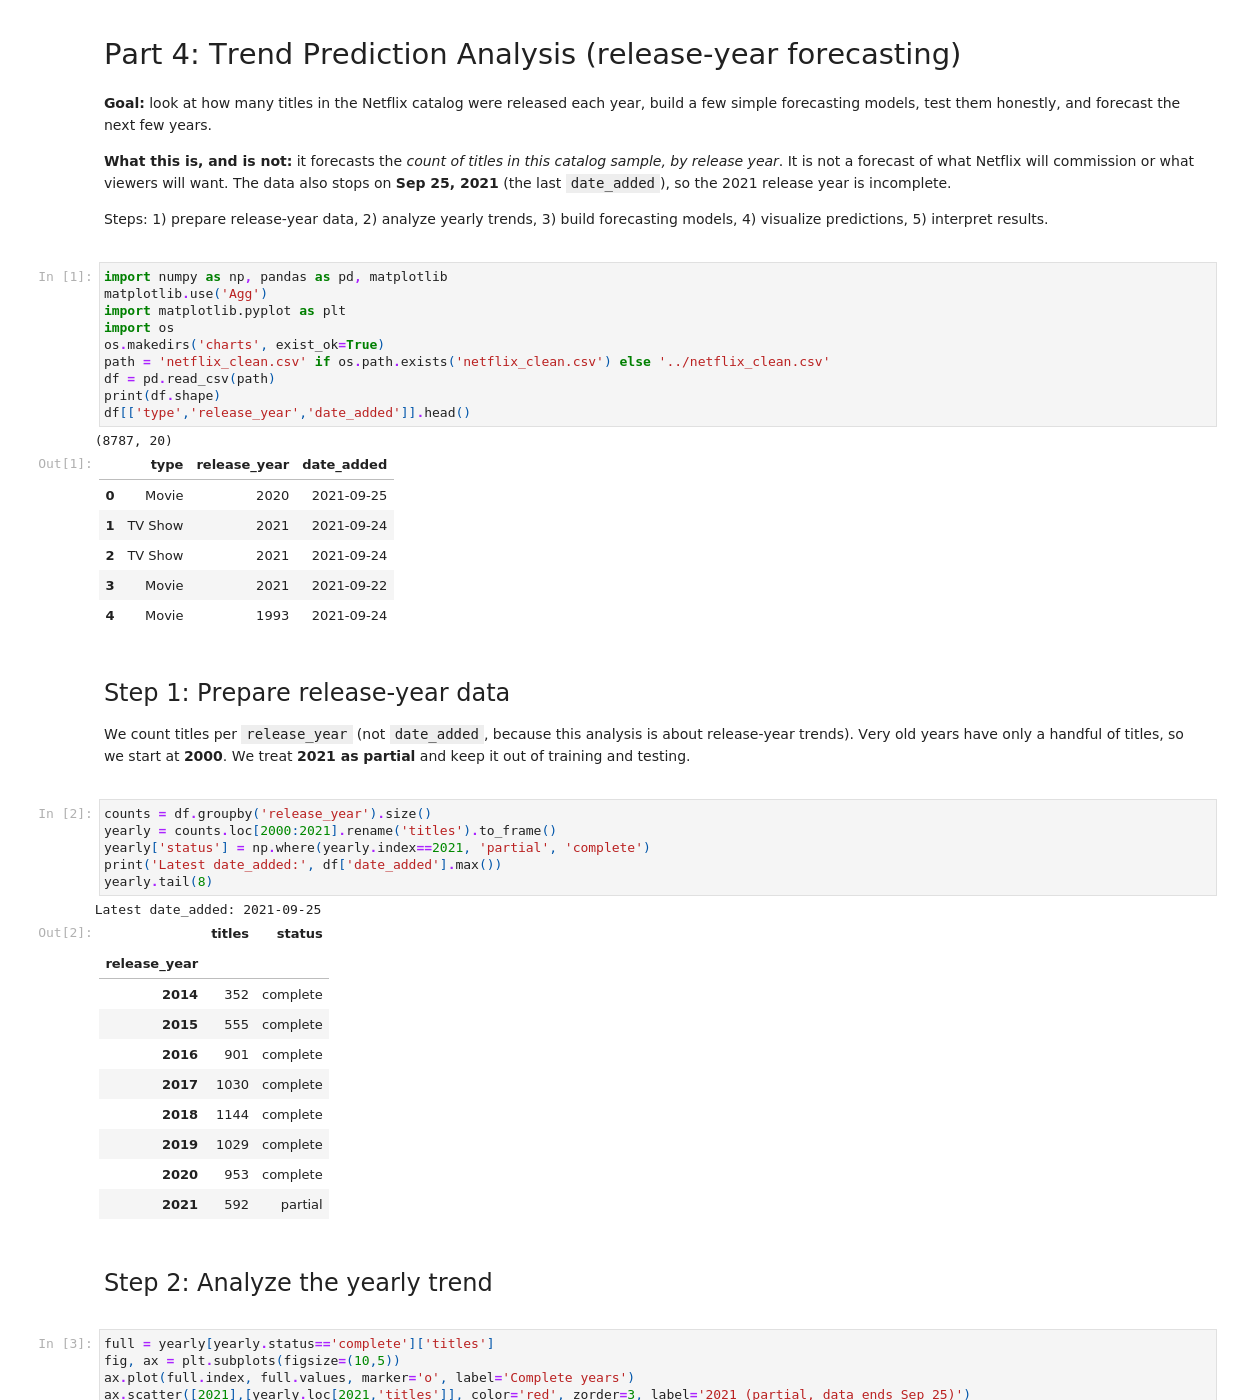 Part 4: Trend Prediction Analysis (release-year forecasting)
Goal: look at how many titles in the Netflix catalog were released each year, build a few simple forecasting models, test them honestly, and forecast the
next few years.
What this is, and is not: it forecasts the count of titles in this catalog sample, by release year. It is not a forecast of what Netflix will commission or what
viewers will want. The data also stops on Sep 25, 2021 (the last date_added), so the 2021 release year is incomplete.
Steps: 1) prepare release-year data, 2) analyze yearly trends, 3) build forecasting models, 4) visualize predictions, 5) interpret results.
In [1]:
import numpy as np, pandas as pd, matplotlib
matplotlib.use('Agg')
import matplotlib.pyplot as plt
import os
os.makedirs('charts', exist_ok=True)
path = 'netflix_clean.csv' if os.path.exists('netflix_clean.csv') else '../netflix_clean.csv'
df = pd.read_csv(path)
print(df.shape)
df[['type','release_year','date_added']].head()
(8787, 20)
Out[1]:
type release_year date_added
0 Movie 2020 2021-09-25
1 TV Show 2021 2021-09-24
2 TV Show 2021 2021-09-24
3 Movie 2021 2021-09-22
4 Movie 1993 2021-09-24
Step 1: Prepare release-year data
We count titles per release_year (not date_added, because this analysis is about release-year trends). Very old years have only a handful of titles, so
we start at 2000. We treat 2021 as partial and keep it out of training and testing.
In [2]:
counts = df.groupby('release_year').size()
yearly = counts.loc[2000:2021].rename('titles').to_frame()
yearly['status'] = np.where(yearly.index==2021, 'partial', 'complete')
print('Latest date_added:', df['date_added'].max())
yearly.tail(8)
Latest date_added: 2021-09-25
Out[2]:
titles status
release_year
2014 352 complete
2015 555 complete
2016 901 complete
2017 1030 complete
2018 1144 complete
2019 1029 complete
2020 953 complete
2021 592 partial
Step 2: Analyze the yearly trend
In [3]:
full = yearly[yearly.status=='complete']['titles']
fig, ax = plt.subplots(figsize=(10,5))
ax.plot(full.index, full.values, marker='o', label='Complete years')
ax.scatter([2021],[yearly.loc[2021,'titles']], color='red', zorder=3, label='2021 (partial, data ends Sep 25)')